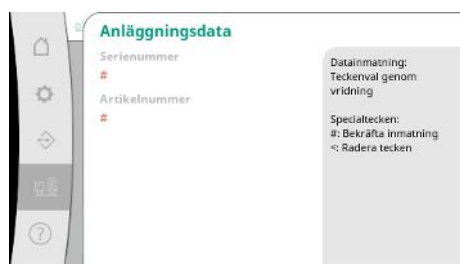 Anläggningsdata
Serienummer
#
Artikelnummer
#
Datainmatning:
Teckenval genom
vridning
Specialtecken:
#: Bekräfta inmatning
<: Radera tecken
?